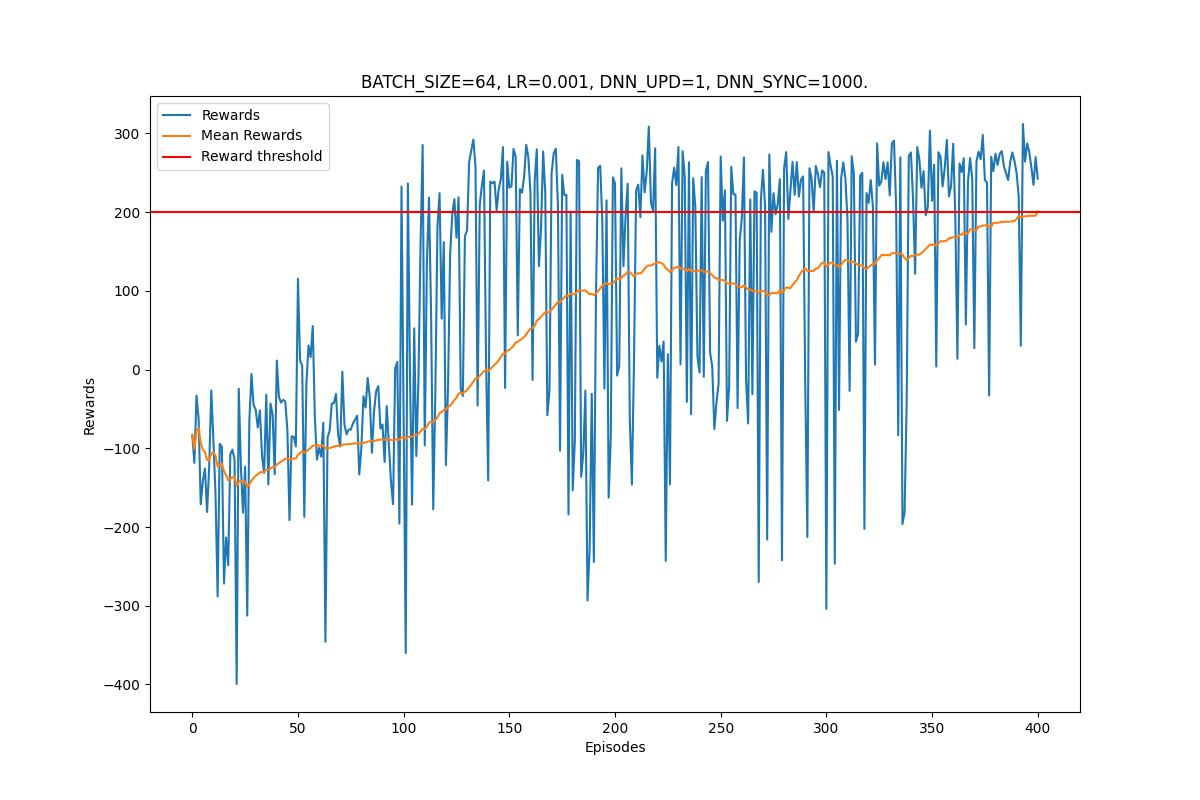 BATCH_SIZE=64, LR=0.001, DNN_UPD=1, DNN_SYNC=1000.
Rewards
Mean Rewards
Reward threshold
300
200
100
0
−100
−200
−300
−400
Rewards
0 50 100 150 200 250 300 350 400
Episodes